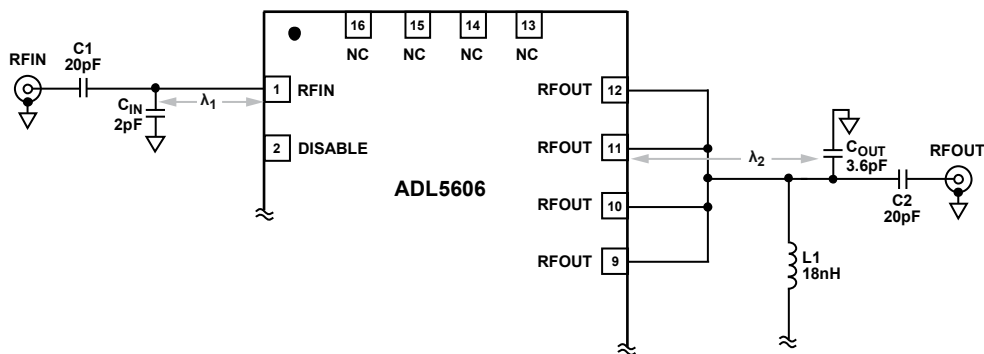 16
15
14
13
NC
NC
NC
NC
RFIN
C1
20pF
CIN
2pF
λ1
1
RFIN
2
DISABLE
ADL5606
RFOUT
12
RFOUT
11
RFOUT
10
RFOUT
9
λ2
COUT
3.6pF
RFOUT
C2
20pF
L1
18nH